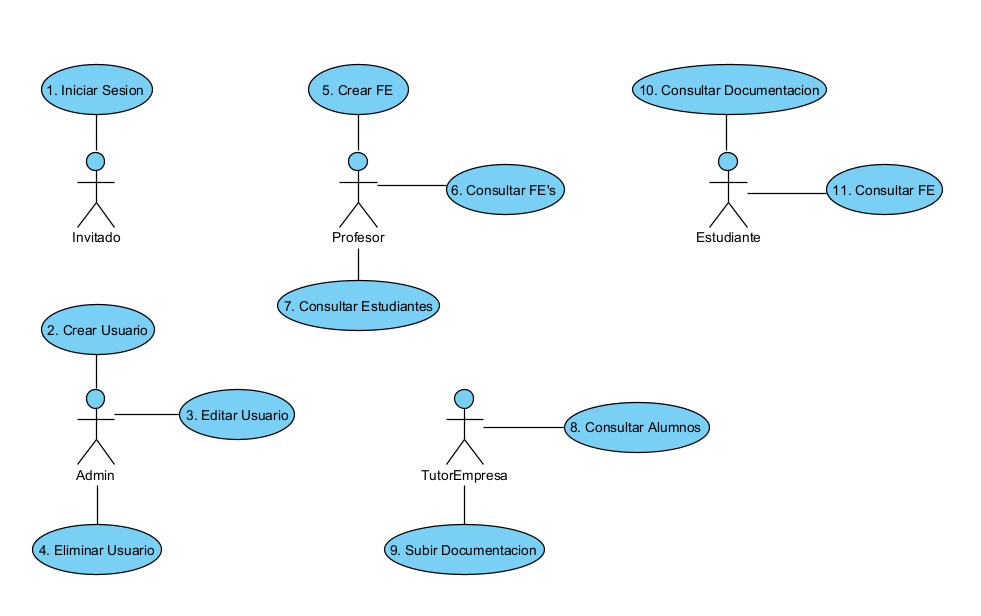 1. Iniciar Sesion
5. Crear FE
10. Consultar Documentacion
6. Consultar FE's
11. Consultar FE
Invitado
Profesor
Estudiante
7. Consultar Estudiantes
2. Crear Usuario
3. Editar Usuario
8. Consultar Alumnos
Admin
TutorEmpresa
4. Eliminar Usuario
9. Subir Documentacion